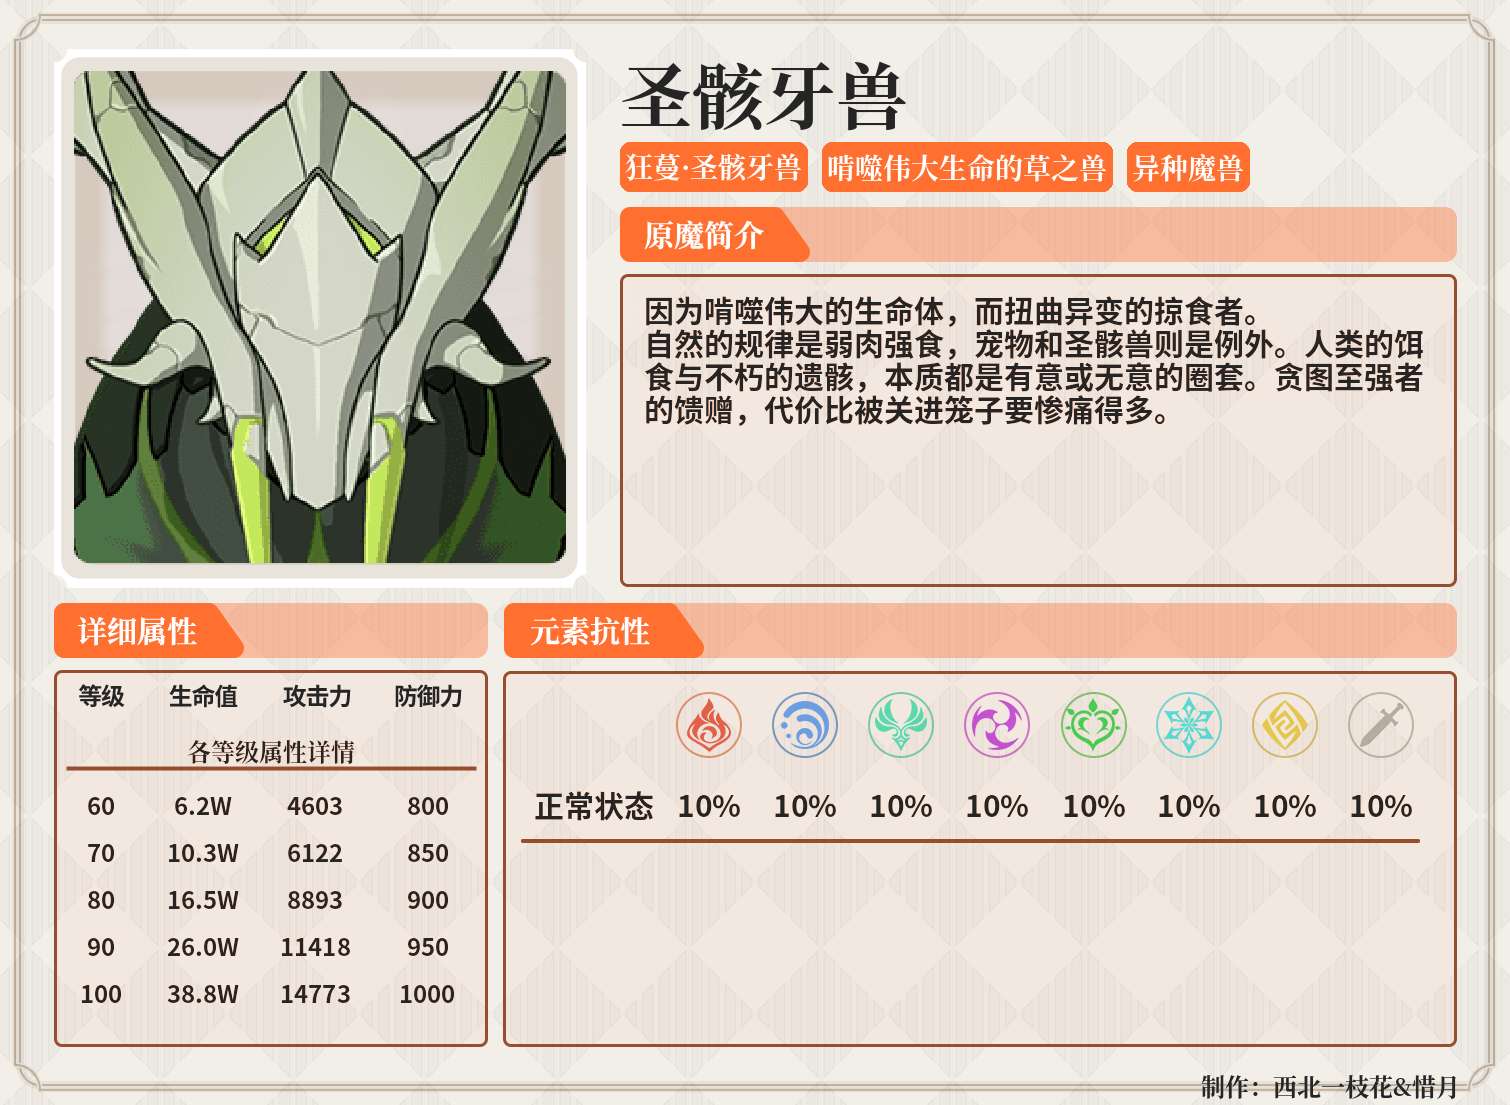 圣骸牙兽
狂蔓·圣骸牙兽 啃噬伟大生命的草之兽 异种魔兽
原魔简介
因为啃噬伟大的生命体，而扭曲异变的掠食者。
自然的规律是弱肉强食，宠物和圣骸兽则是例外。人类的饵
食与不朽的遗骸，本质都是有意或无意的圈套。贪图至强者
的馈赠，代价比被关进笼子要惨痛得多。
详细属性
等级 生命值 攻击力 防御力
各等级属性详情
60 6.2W 4603 800
70 10.3W 6122 850
80 16.5W 8893 900
90 26.0W 11418 950
100 38.8W 14773 1000
元素抗性
正常状态 10% 10% 10% 10% 10% 10% 10% 10%
制作：西北一枝花&惜月